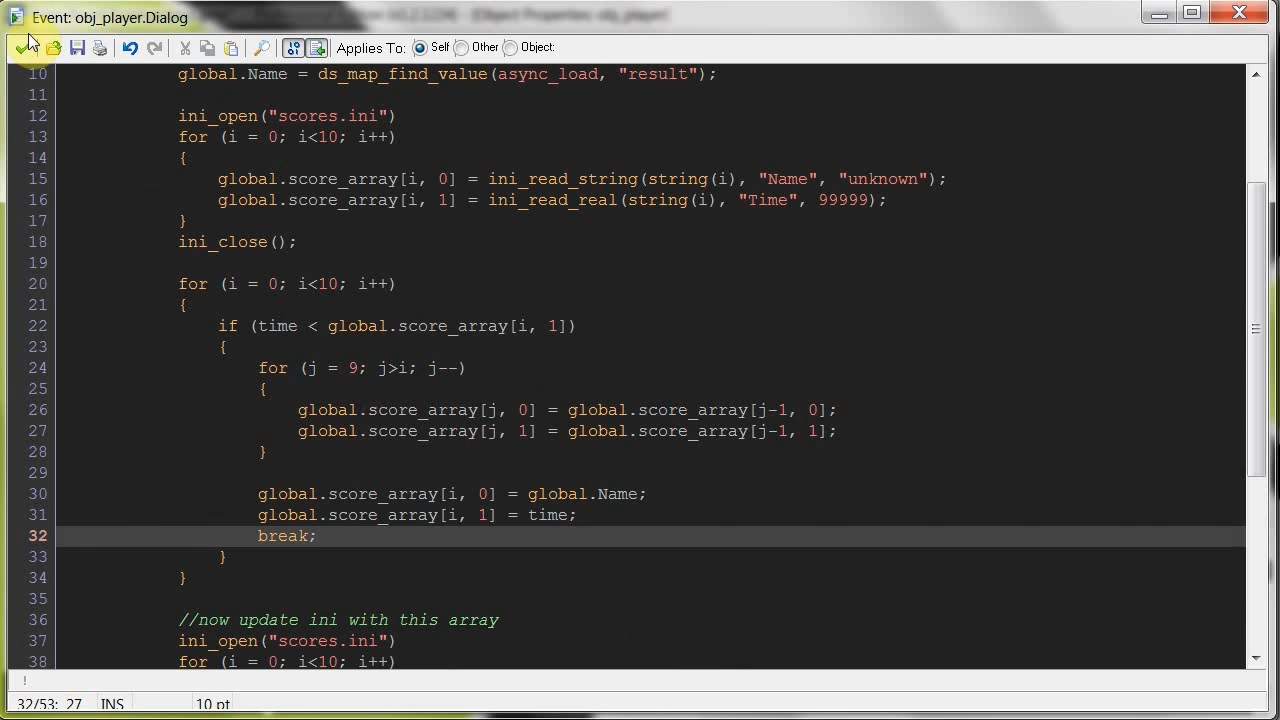 Event: obj_player.Dialog
Applies To: Self Other Object:
10 global.Name = ds_map_find_value(async_load, "result");
11
12 ini_open("scores.ini")
13 for (i = 0; i<10; i++)
14 {
15 global.score_array[i, 0] = ini_read_string(string(i), "Name", "unknown");
16 global.score_array[i, 1] = ini_read_real(string(i), "Time", 99999);
17 }
18 ini_close();
19
20 for (i = 0; i<10; i++)
21 {
22 if (time < global.score_array[i, 1])
23 {
24 for (j = 9; j>i; j--)
25 {
26 global.score_array[j, 0] = global.score_array[j-1, 0];
27 global.score_array[j, 1] = global.score_array[j-1, 1];
28 }
29
30 global.score_array[i, 0] = global.Name;
31 global.score_array[i, 1] = time;
32 break;
33 }
34 }
35
36 //now update ini with this array
37 ini_open("scores.ini")
38 for (i = 0; i<10; i++)
!
32/53: 27 INS 10 pt